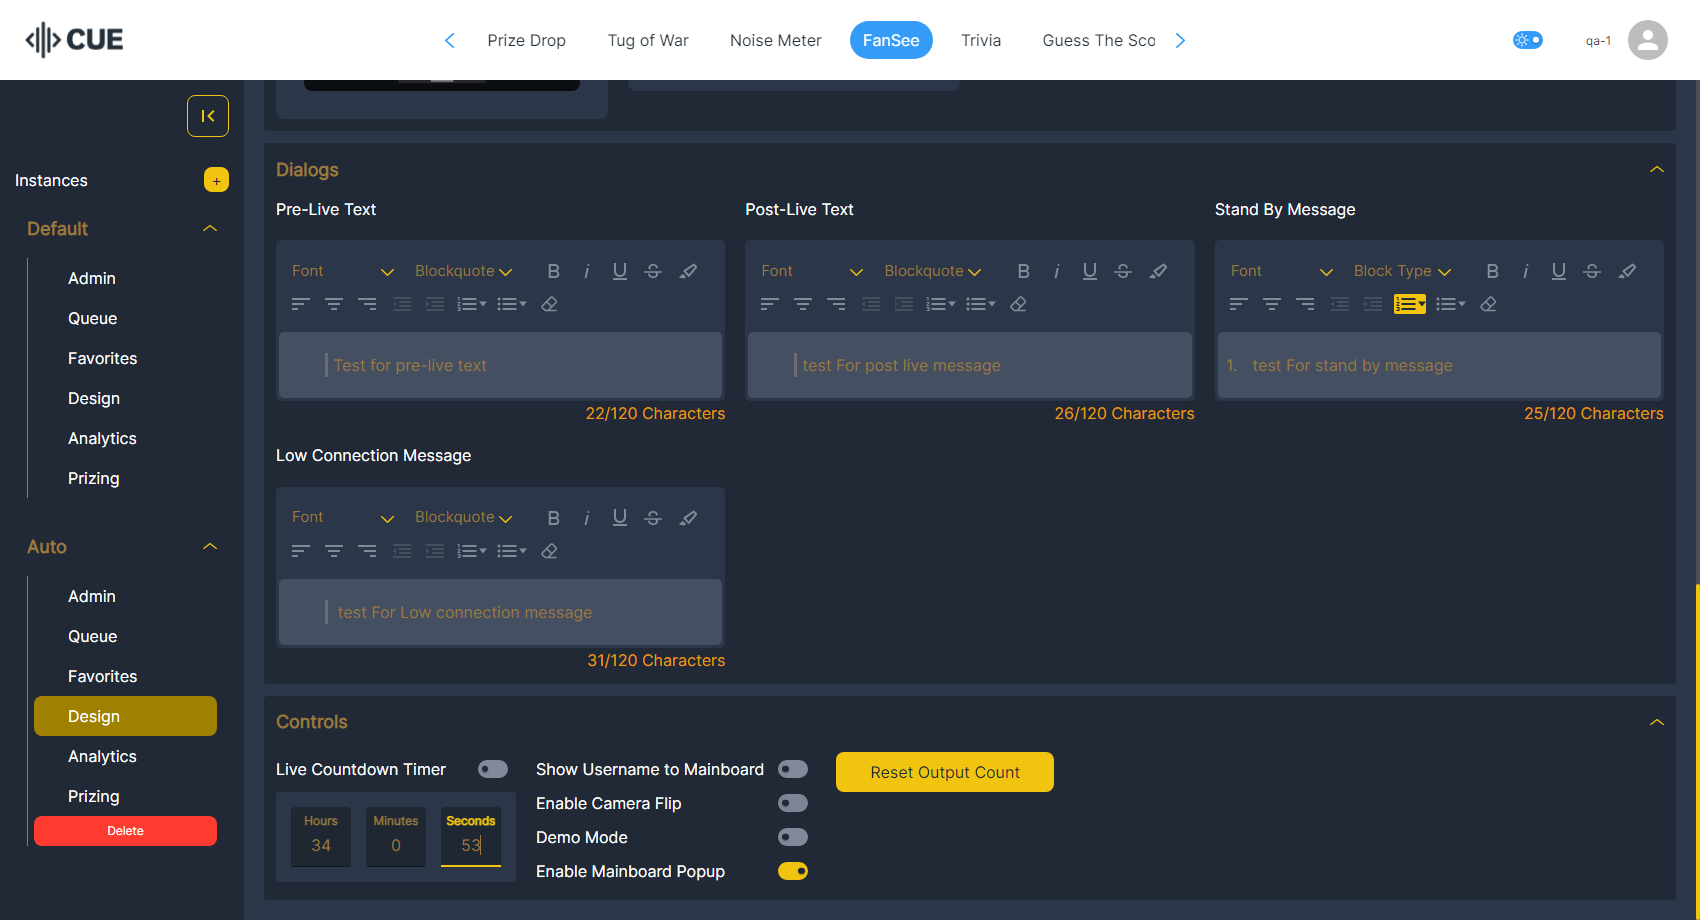 CUE
Prize Drop
Tug of War
Noise Meter
FanSee
Trivia
Guess The Sco
qa-1
Instances
+
Default
Admin
Queue
Favorites
Design
Analytics
Prizing
Auto
Admin
Queue
Favorites
Design
Analytics
Prizing
Delete
Dialogs
Pre-Live Text
Font
Blockquote
B i U S
Test for pre-live text
22/120 Characters
Post-Live Text
Font
Blockquote
B i U S
test For post live message
26/120 Characters
Stand By Message
Font
Block Type
B i U S
1. test For stand by message
25/120 Characters
Low Connection Message
Font
Blockquote
B i U S
test For Low connection message
31/120 Characters
Controls
Live Countdown Timer
Hours
34
Minutes
0
Seconds
53
Show Username to Mainboard
Enable Camera Flip
Demo Mode
Enable Mainboard Popup
Reset Output Count